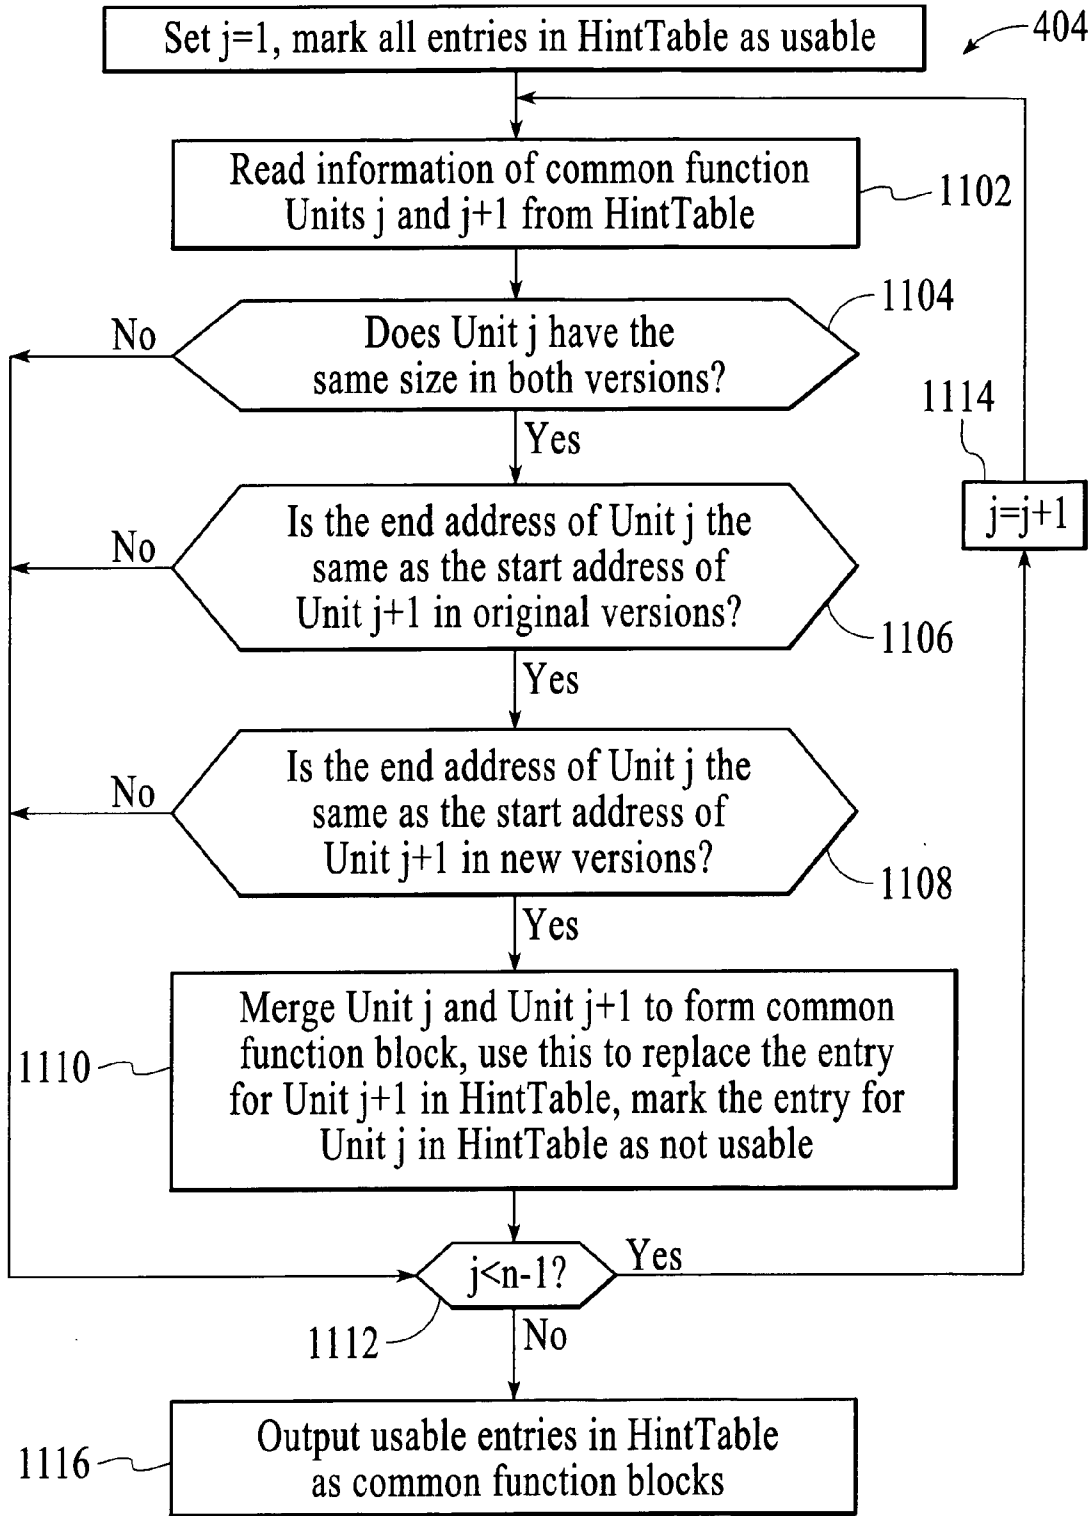 Set j=1, mark all entries in HintTable as usable
404
Read information of common function
Units j and j+1 from HintTable
1102
Does Unit j have the
same size in both versions?
1104
No
Yes
1114
j=j+1
Is the end address of Unit j the
same as the start address of
Unit j+1 in original versions?
1106
No
Yes
Is the end address of Unit j the
same as the start address of
Unit j+1 in new versions?
1108
No
Yes
Merge Unit j and Unit j+1 to form common
function block, use this to replace the entry
for Unit j+1 in HintTable, mark the entry for
Unit j in HintTable as not usable
1110
j<n-1?
Yes
1112
No
Output usable entries in HintTable
as common function blocks
1116